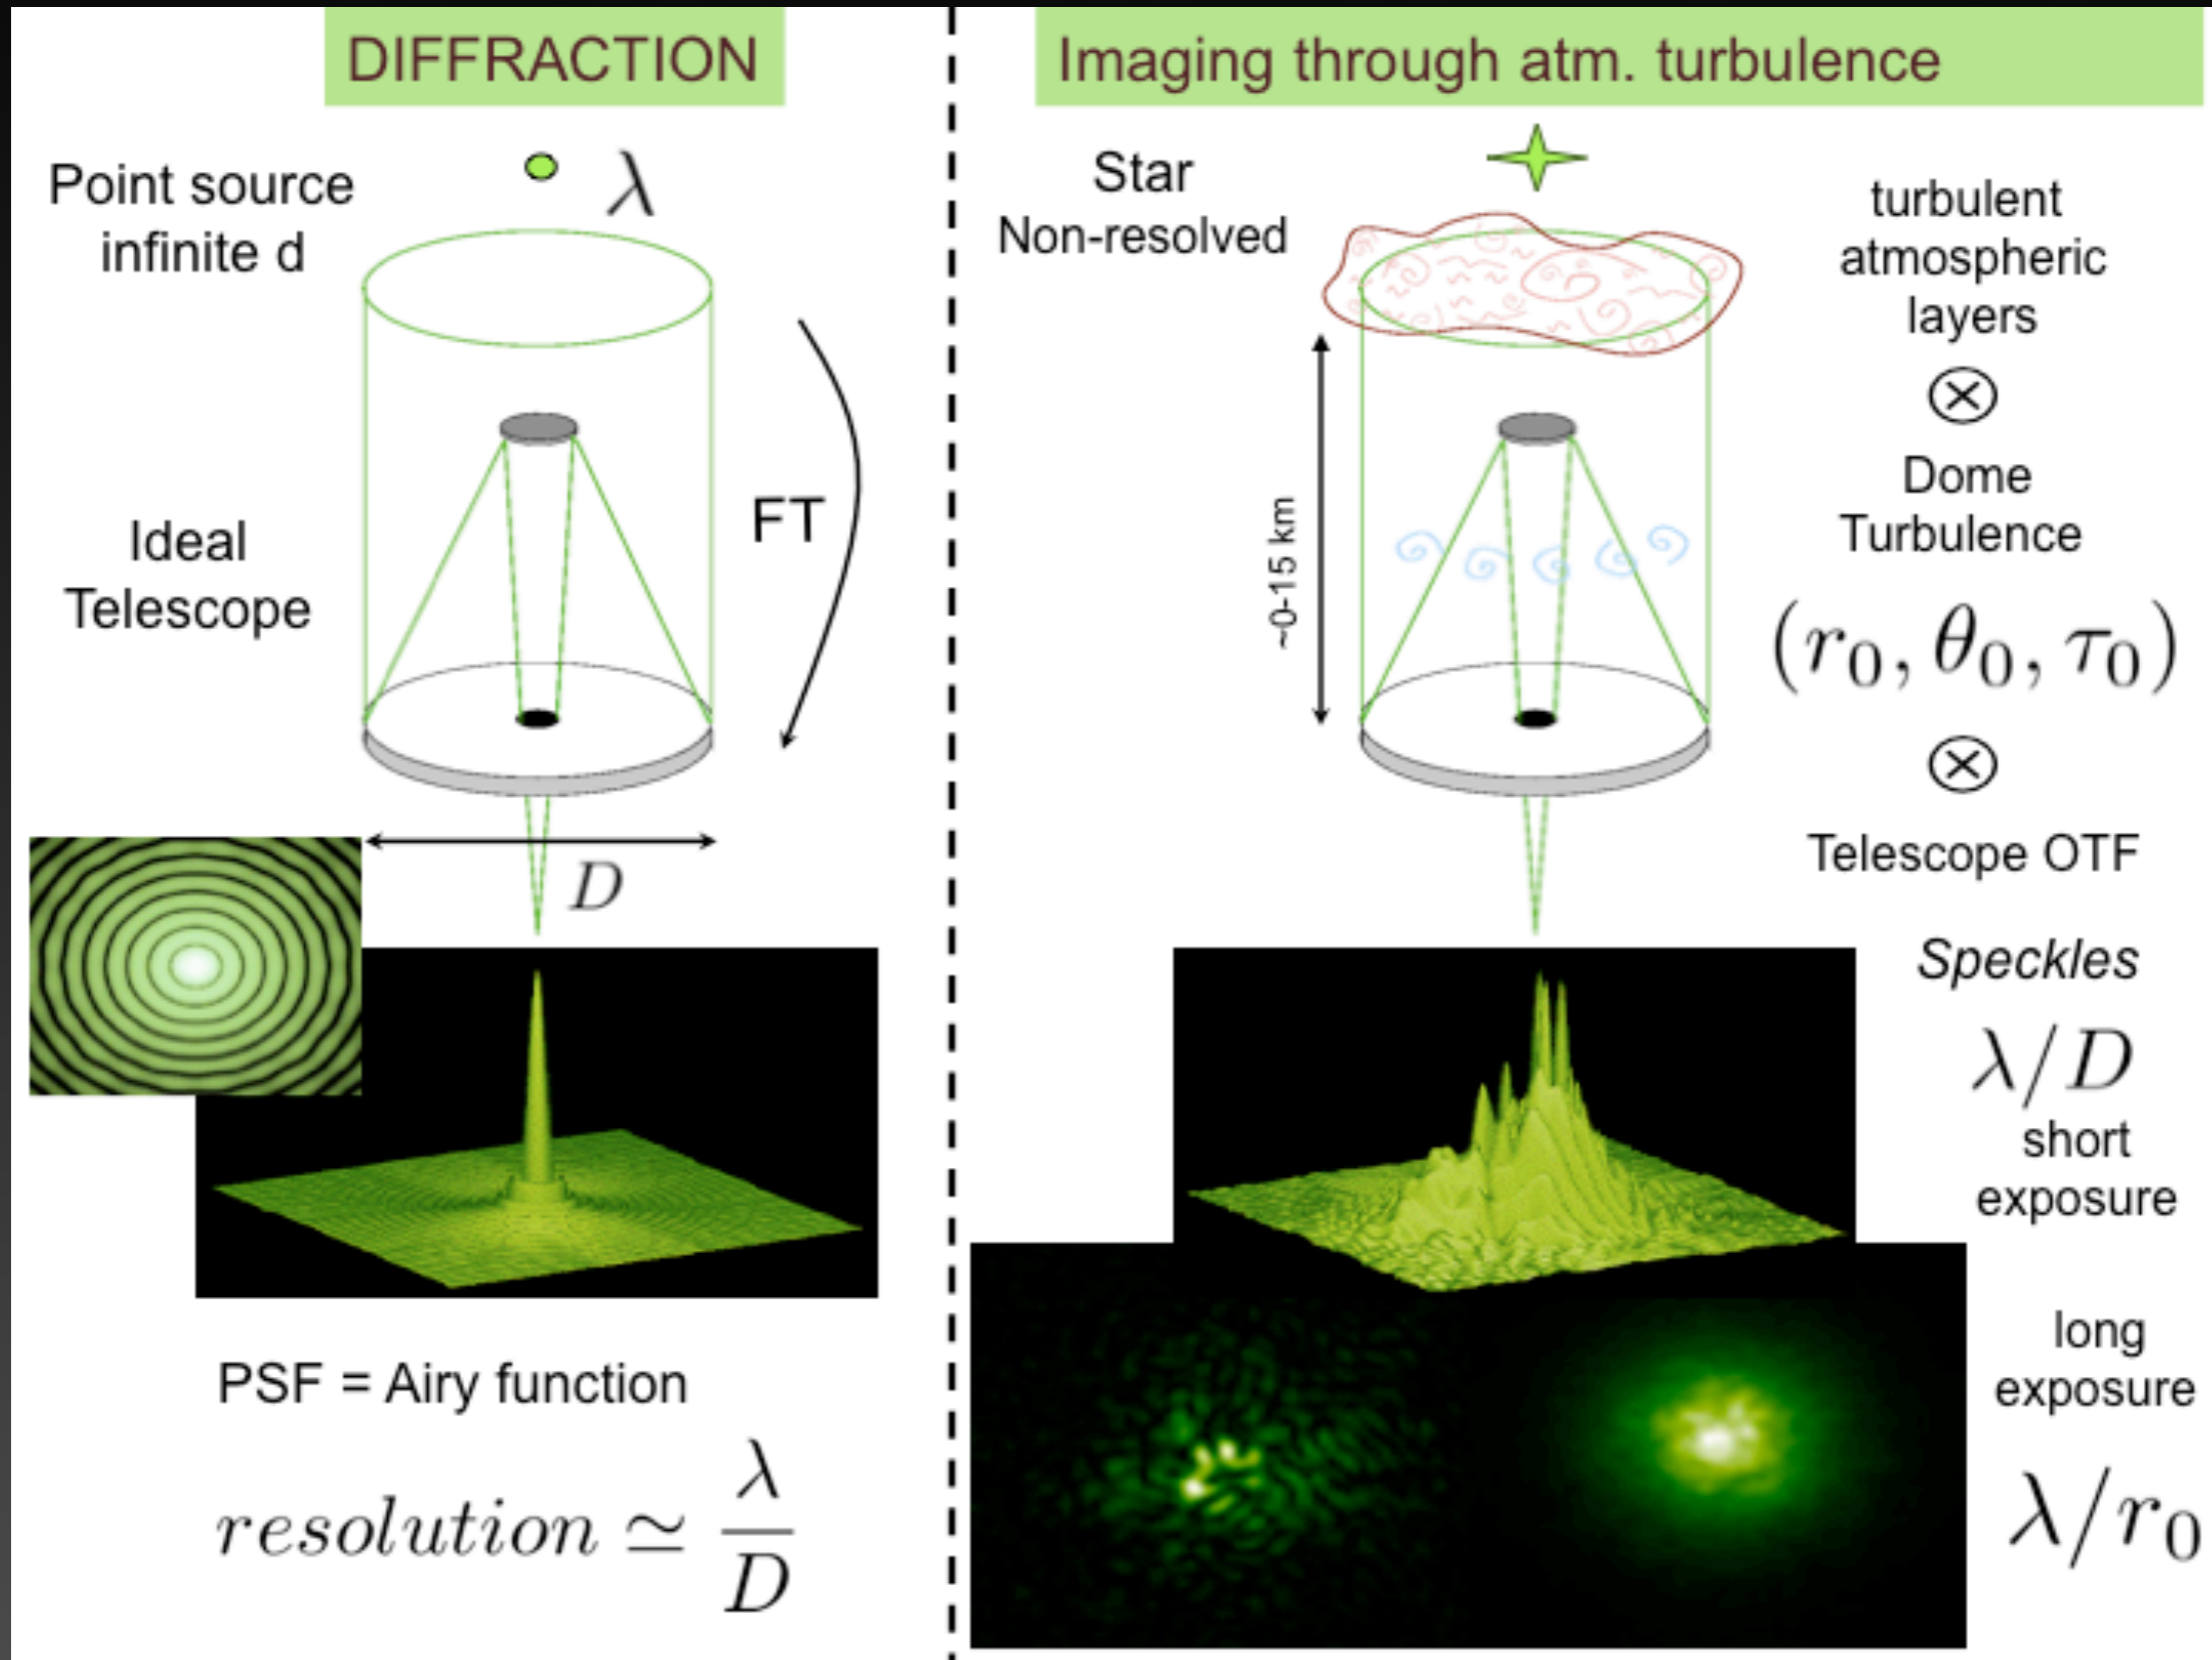 DIFFRACTION
Point source
infinite d
λ
Ideal
Telescope
FT
D
PSF = Airy function
resolution ≃ λ/D
Imaging through atm. turbulence
Star
Non-resolved
turbulent
atmospheric
layers
⊗
Dome
Turbulence
~0-15 km
(r₀, θ₀, τ₀)
⊗
Telescope OTF
Speckles
λ/D
short
exposure
long
exposure
λ/r₀